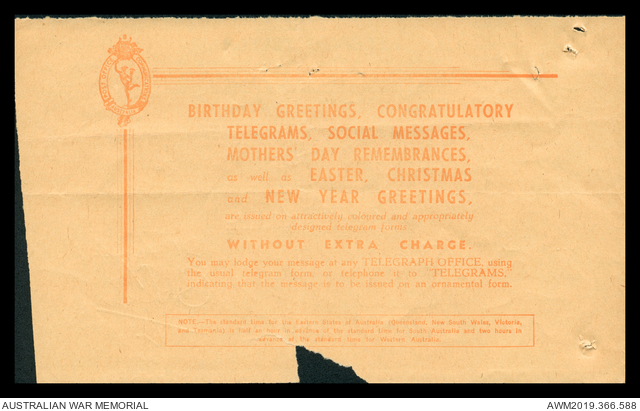 BIRTHDAY GREETINGS, CONGRATULATORY
TELEGRAMS, SOCIAL MESSAGES,
MOTHERS' DAY REMEMBRANCES,
as well as EASTER, CHRISTMAS
and NEW YEAR GREETINGS,
are issued on attractively coloured and appropriately
designed telegram forms
WITHOUT EXTRA CHARGE.
You may lodge your message at any TELEGRAPH OFFICE, using
the usual telegram form, or telephone it to "TELEGRAMS,"
indicating that the message is to be issued on an ornamental form.
NOTE.—The standard time for the Eastern States of Australia (Queensland, New South Wales, Victoria,
and Tasmania) is half an hour in advance of the standard time for South Australia and two hours in
advance of the standard time for Western Australia.
AUSTRALIAN WAR MEMORIAL
AWM2019.366.588